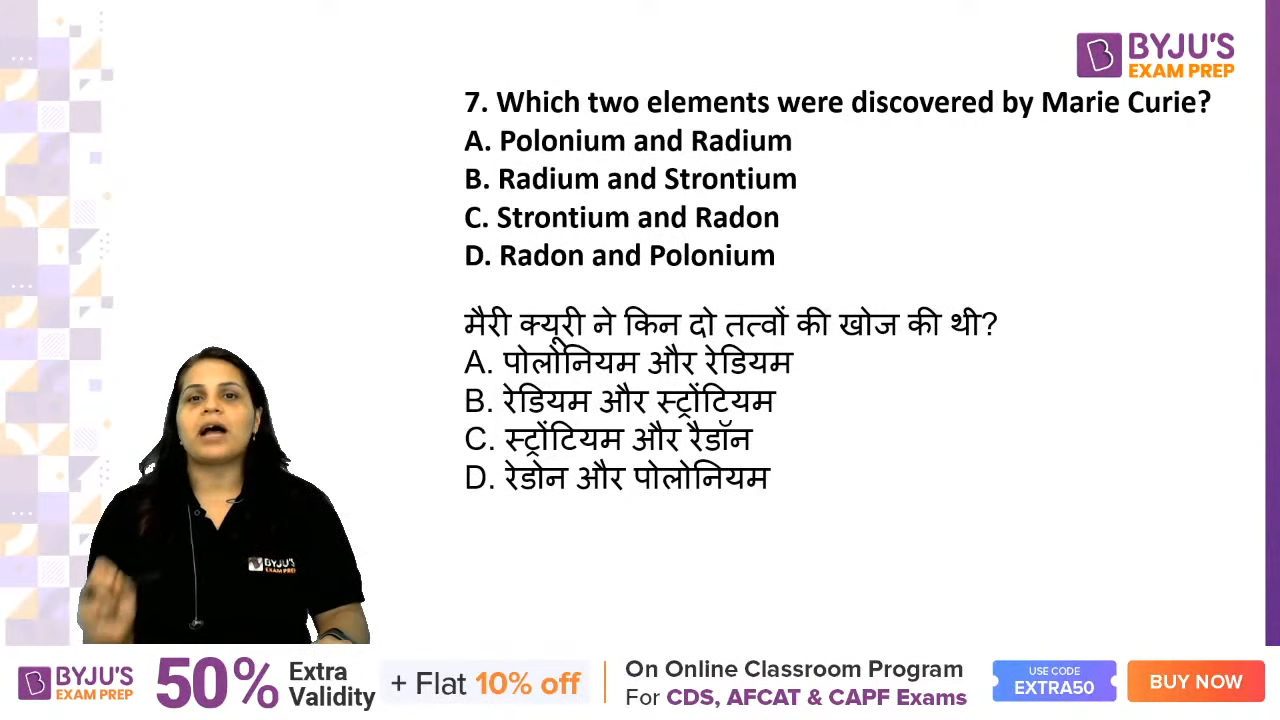 BYJU'S
EXAM PREP
7. Which two elements were discovered by Marie Curie?
A. Polonium and Radium
B. Radium and Strontium
C. Strontium and Radon
D. Radon and Polonium
मैरी क्यूरी ने किन दो तत्वों की खोज की थी?
A. पोलोनियम और रेडियम
B. रेडियम और स्ट्रोंटियम
C. स्ट्रोंटियम और रैडॉन
D. रेडोन और पोलोनियम
BYJU'S
EXAM PREP
BYJU'S
EXAM PREP
50%
Extra
Validity
+ Flat 10% off
On Online Classroom Program
For CDS, AFCAT & CAPF Exams
USE CODE
EXTRA50
BUY NOW